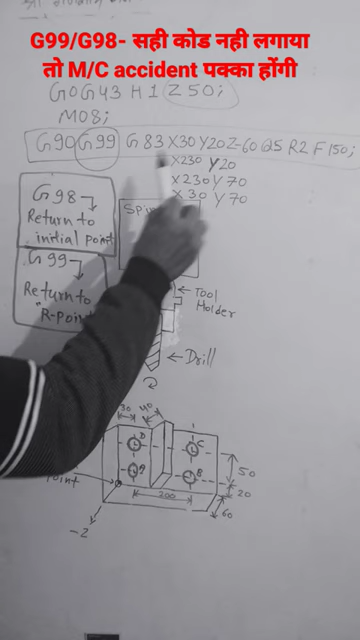 G99/G98- सही कोड नही लगाया
तो M/C accident पक्का होंगी
G0G43 H1 Z50;
M08;
G90 G99 G83 X30 Y20 Z-60 Q5 R2 F150;
X230 Y20
X230 Y70
X30 Y70
G98
Return to
initial point
G99
Return to
"R-Point
Tool
Holder
Drill
30
40
D
C
B
50
20
200
60
-Z